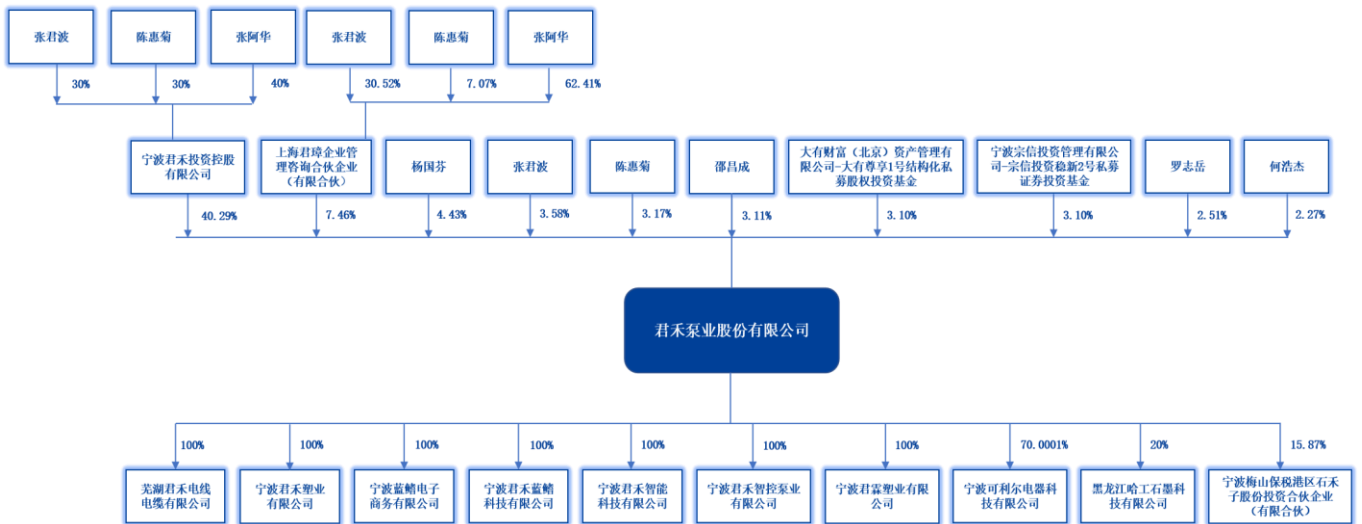 张君波
陈惠菊
张阿华
张君波
陈惠菊
张阿华
30%
30%
40%
30.52%
7.07%
62.41%
宁波君禾投资控股
有限公司
上海君璋企业管
理咨询合伙企业
（有限合伙）
杨国芬
张君波
陈惠菊
邵昌成
大有财富（北京）资产管理有
限公司-大有尊享1号结构化私
募股权投资基金
宁波宗信投资管理有限公
司-宗信投资稳新2号私募
证券投资基金
罗志岳
何浩杰
40.29%
7.46%
4.43%
3.58%
3.17%
3.11%
3.10%
3.10%
2.51%
2.27%
君禾泵业股份有限公司
100%
100%
100%
100%
100%
100%
100%
70.0001%
20%
15.87%
芜湖君禾电线
电缆有限公司
宁波君禾塑业
有限公司
宁波蓝鳍电子
商务有限公司
宁波君禾蓝鳍
科技有限公司
宁波君禾智能
科技有限公司
宁波君禾智控泵业
有限公司
宁波君霖塑业有限
公司
宁波可利尔电器科
技有限公司
黑龙江哈工石墨科
技有限公司
宁波梅山保税港区石禾
子股份投资合伙企业
（有限合伙）